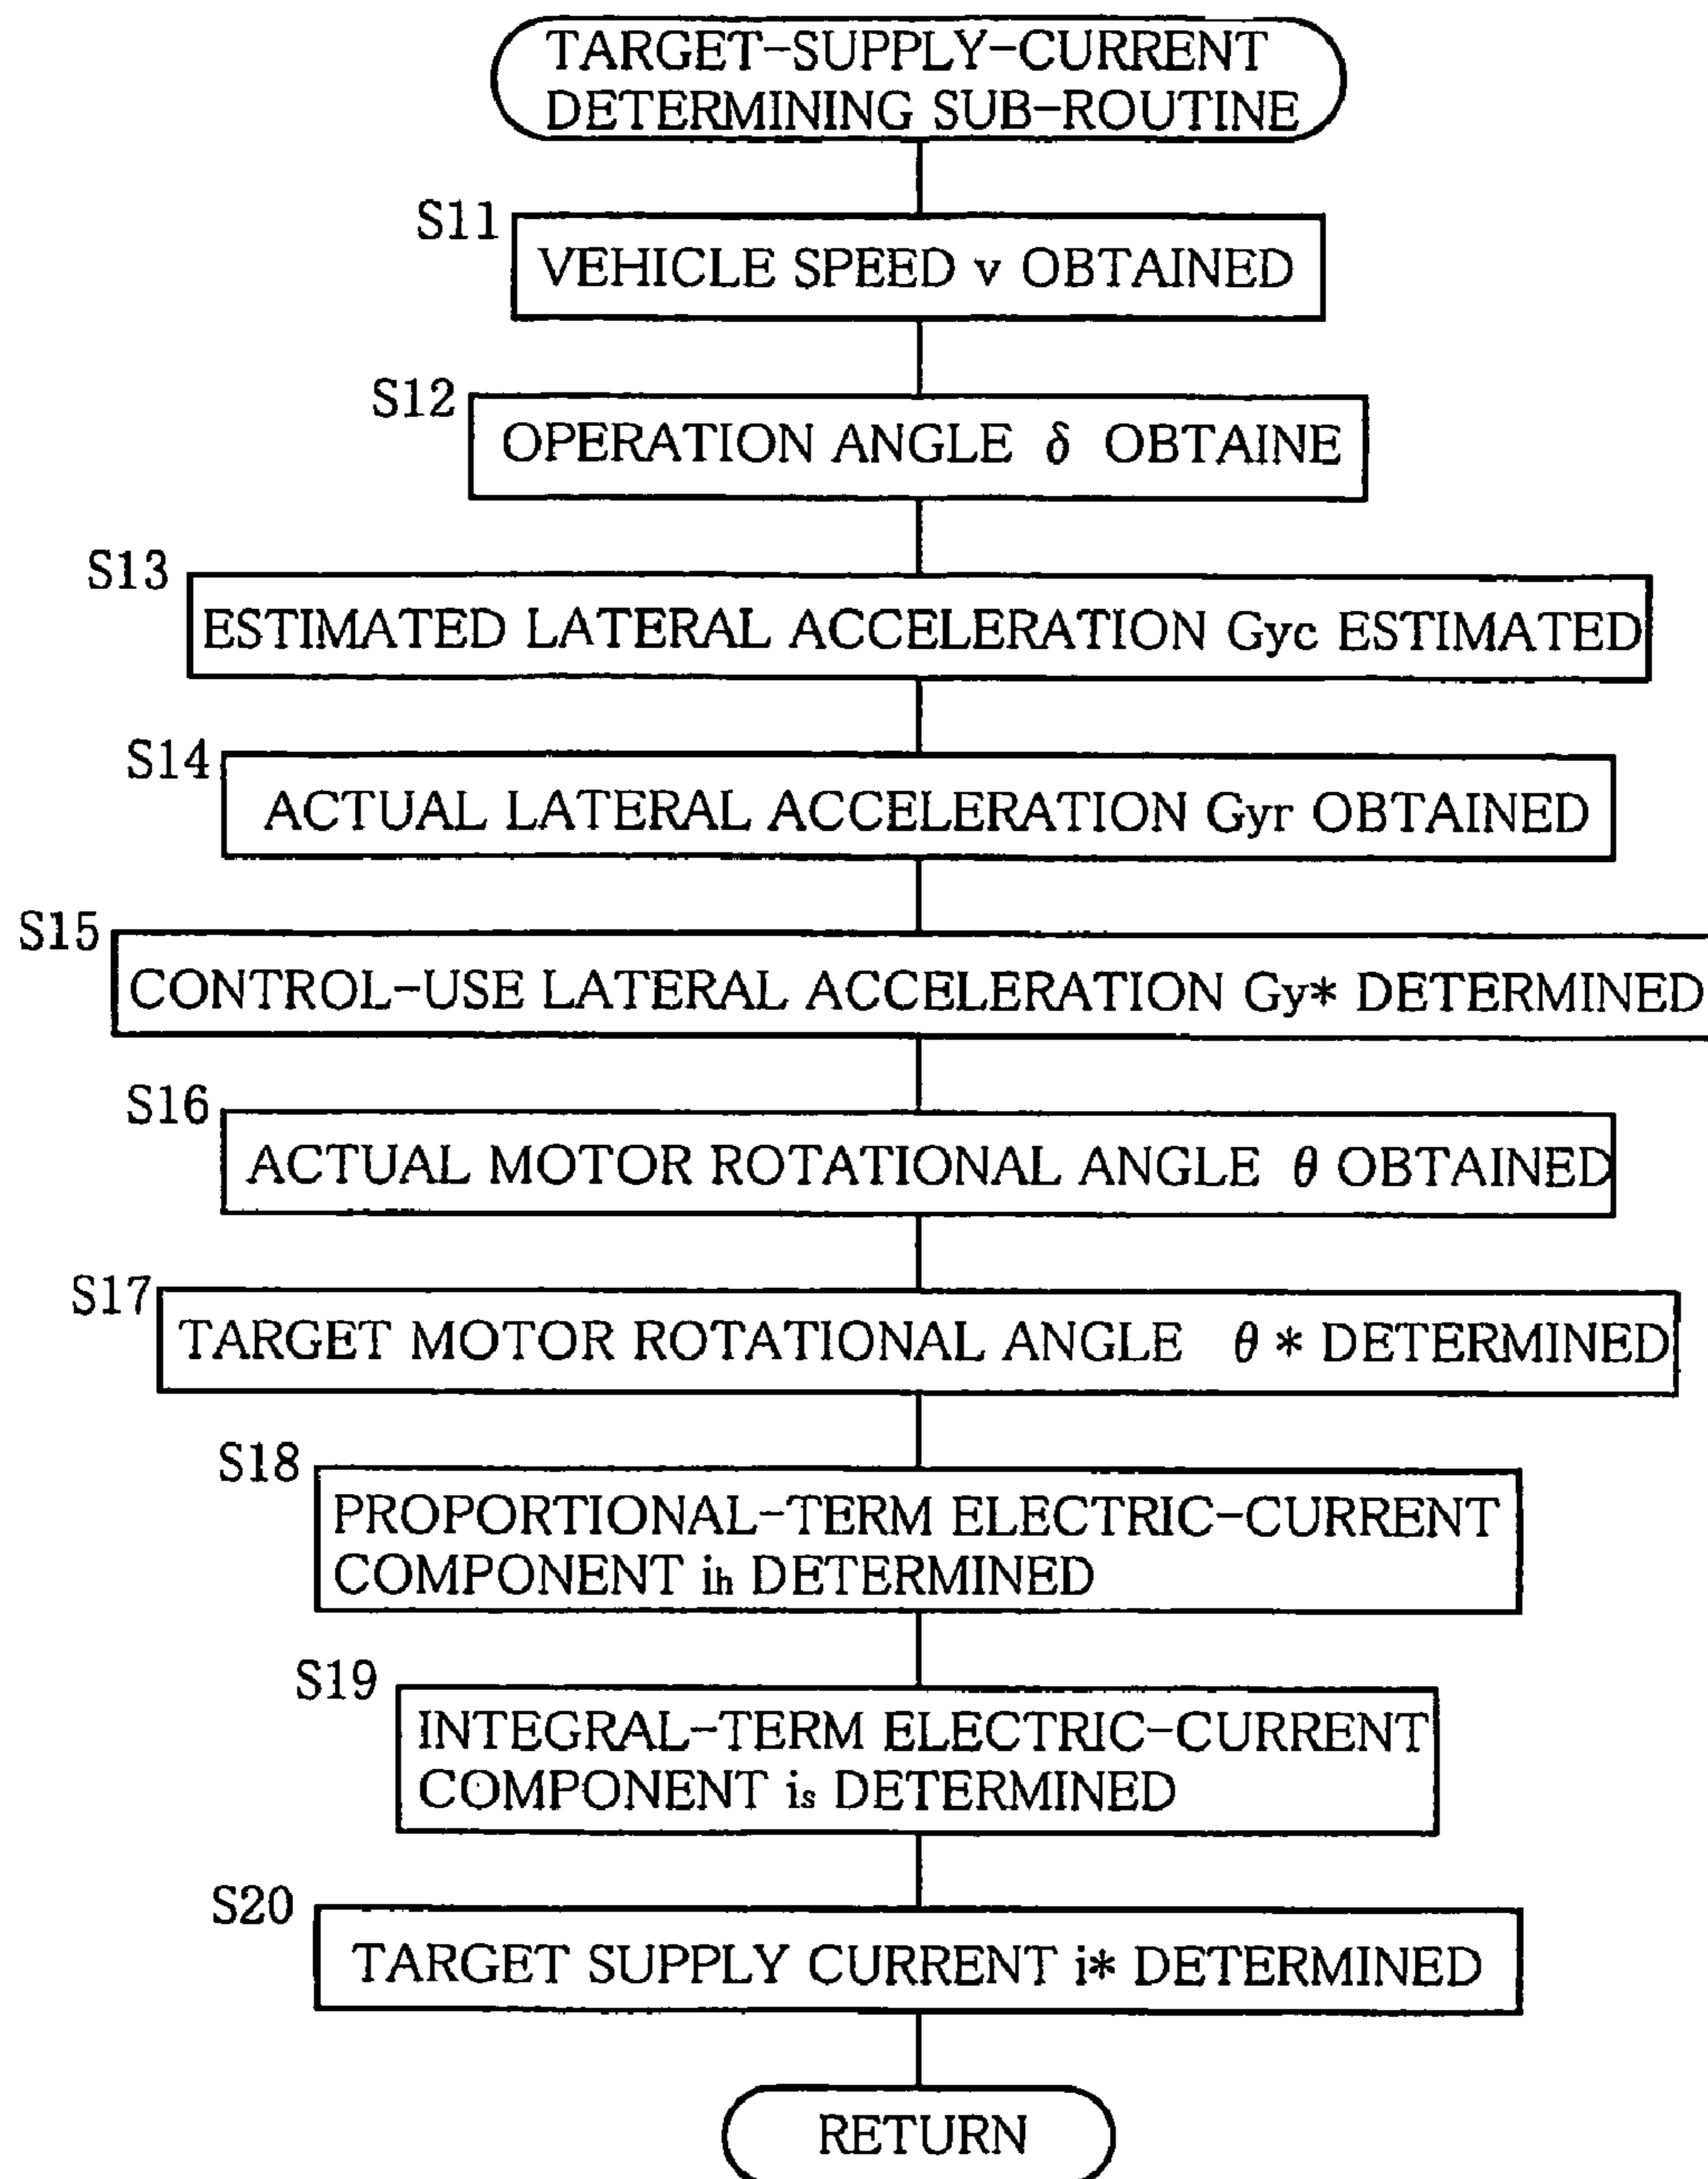 TARGET-SUPPLY-CURRENT
DETERMINING SUB-ROUTINE
S11
VEHICLE SPEED v OBTAINED
S12
OPERATION ANGLE δ OBTAINE
S13
ESTIMATED LATERAL ACCELERATION Gyc ESTIMATED
S14
ACTUAL LATERAL ACCELERATION Gyr OBTAINED
S15
CONTROL-USE LATERAL ACCELERATION Gy* DETERMINED
S16
ACTUAL MOTOR ROTATIONAL ANGLE θ OBTAINED
S17
TARGET MOTOR ROTATIONAL ANGLE θ * DETERMINED
S18
PROPORTIONAL-TERM ELECTRIC-CURRENT
COMPONENT ih DETERMINED
S19
INTEGRAL-TERM ELECTRIC-CURRENT
COMPONENT is DETERMINED
S20
TARGET SUPPLY CURRENT i* DETERMINED
RETURN